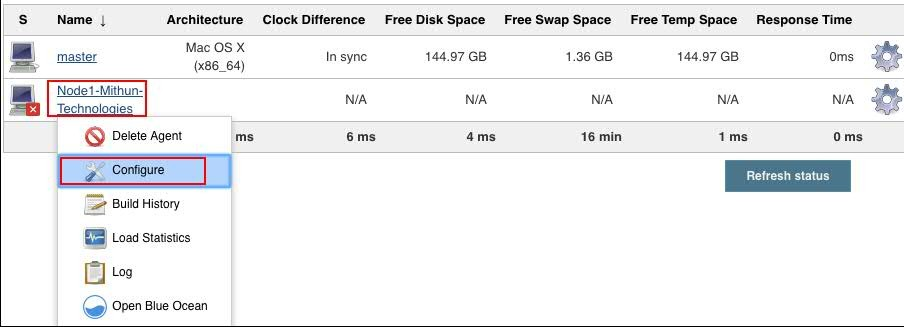 S Name ↓ Architecture Clock Difference Free Disk Space Free Swap Space Free Temp Space Response Time
master Mac OS X (x86_64) In sync 144.97 GB 1.36 GB 144.97 GB 0ms
Node1-Mithun-
Technologies N/A N/A N/A N/A N/A
ms 6 ms 4 ms 16 min 1 ms 0 ms
Delete Agent
Configure
Refresh status
Build History
Load Statistics
Log
Open Blue Ocean